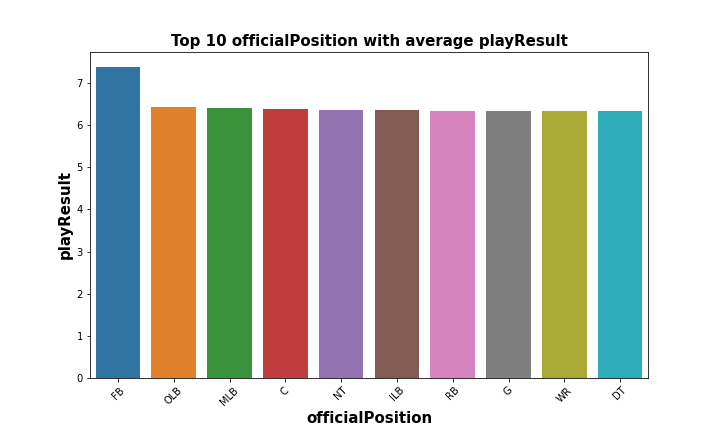 Top 10 officialPosition with average playResult
playResult
7
6
5
4
3
2
1
0
FB OLB MLB C NT ILB RB G WR DT
officialPosition